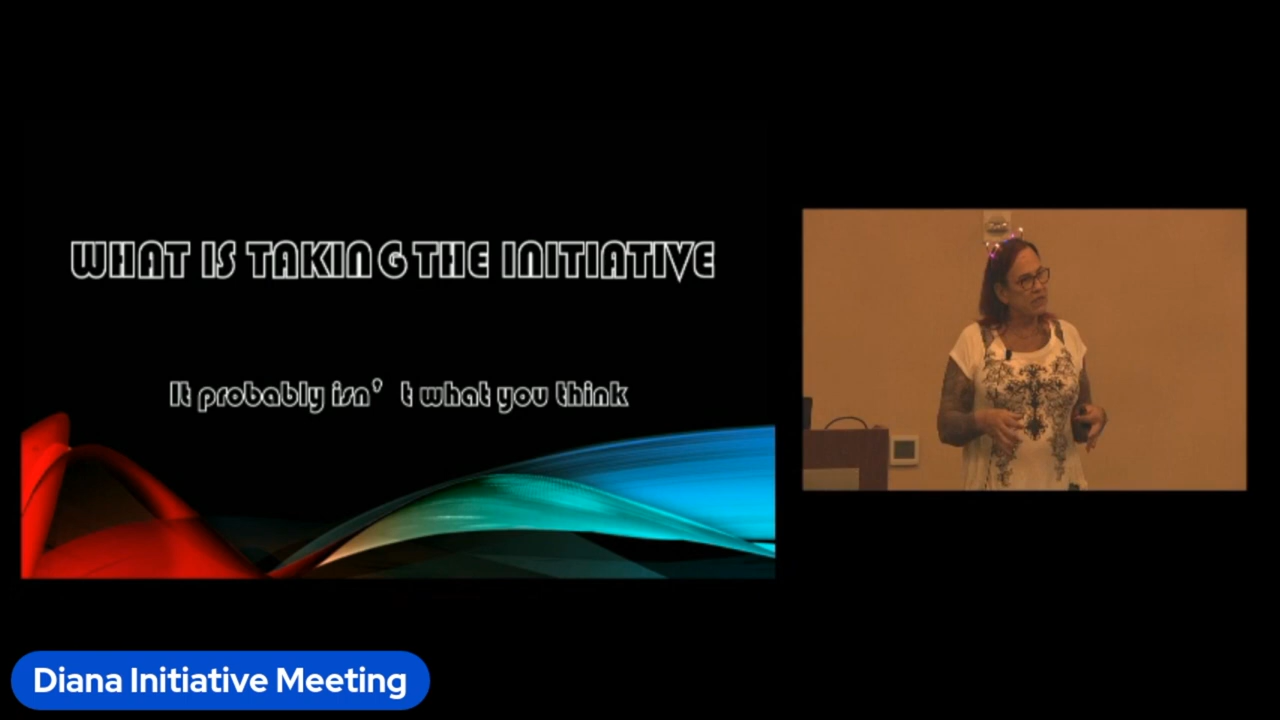 WHAT IS TAKING THE INITIATIVE
It probably isn’ t what you think
Diana Initiative Meeting